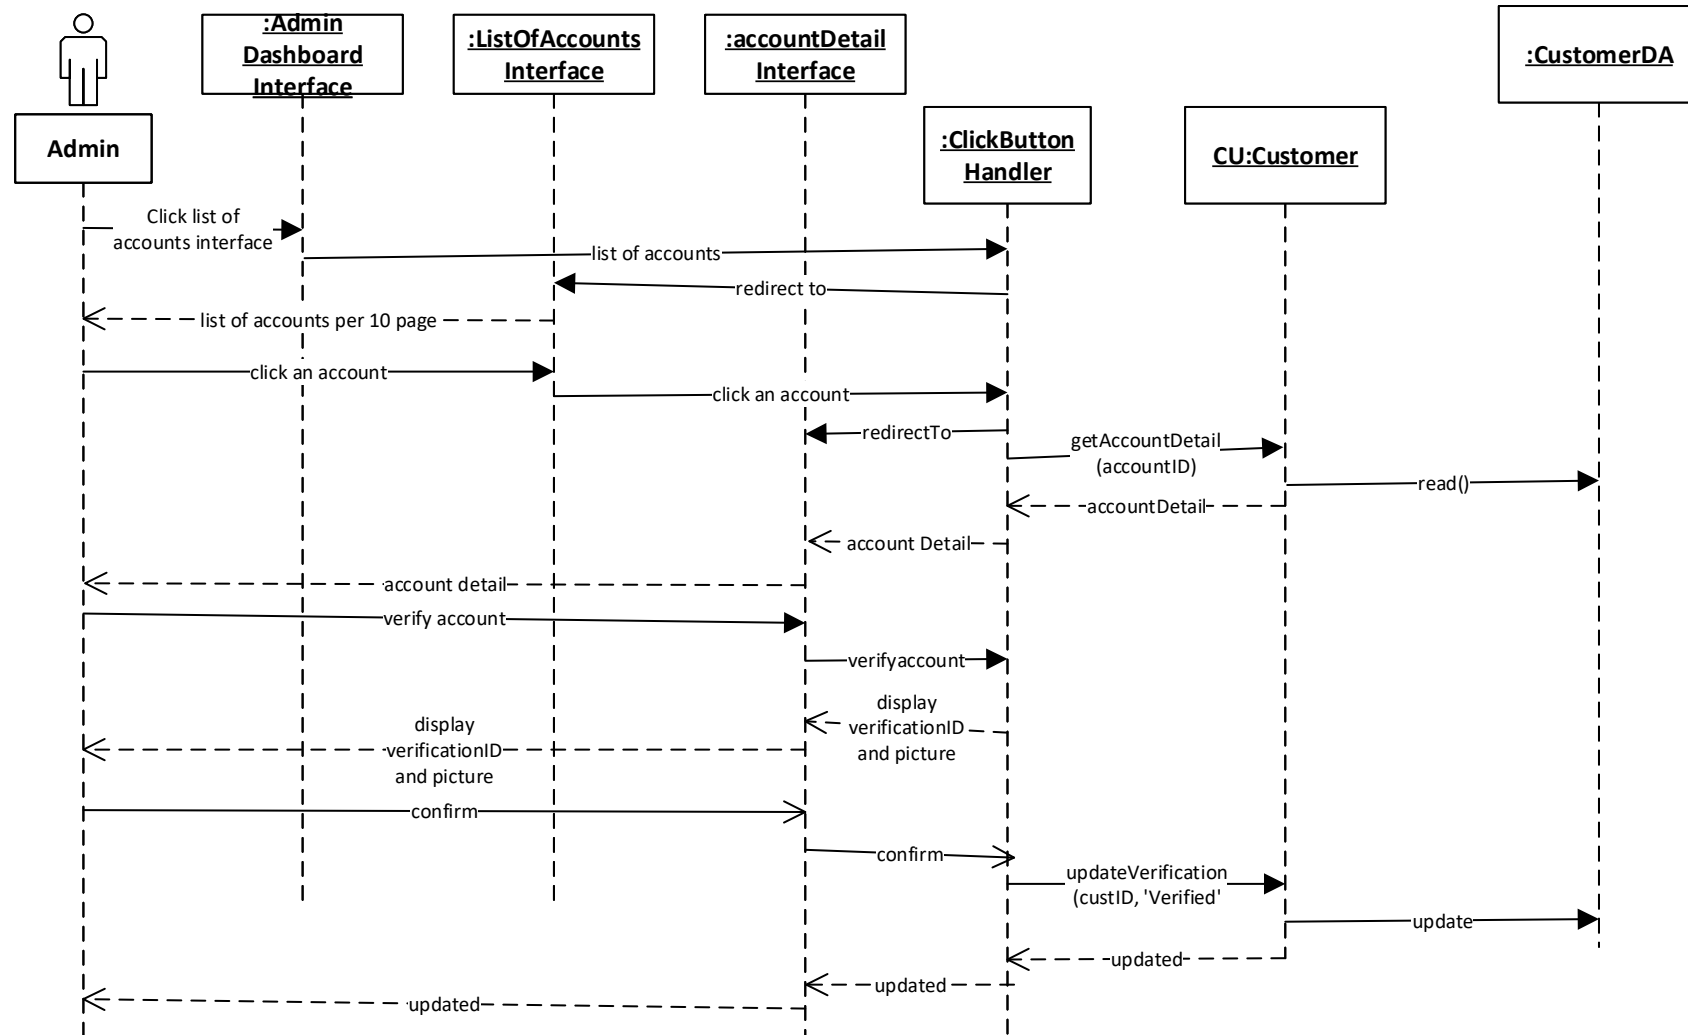 :Admin
Dashboard
Interface
:ListOfAccounts
Interface
:accountDetail
Interface
:CustomerDA
Admin
:ClickButton
Handler
CU:Customer
Click list of
accounts interface
list of accounts
redirect to
list of accounts per 10 page
click an account
click an account
redirectTo
getAccountDetail
(accountID)
read()
accountDetail
account Detail
account detail
verify account
verifyaccount
display
verificationID
and picture
display
verificationID
and picture
confirm
confirm
updateVerification
(custID, 'Verified'
update
updated
updated
updated